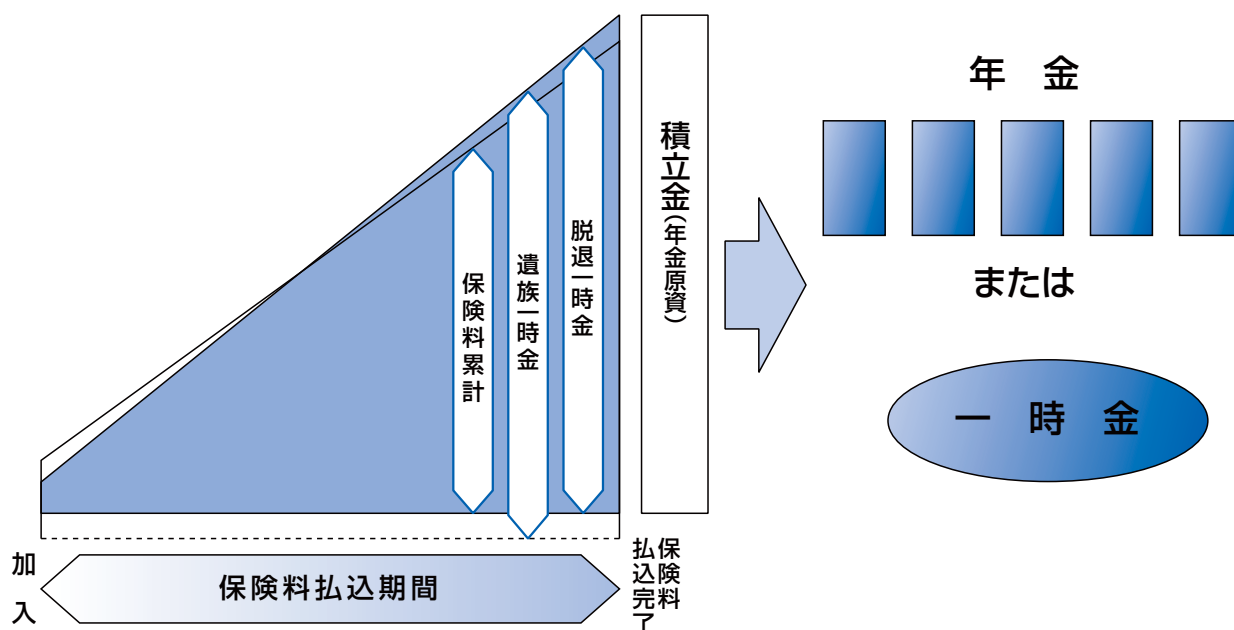 保険料累計
遺族一時金
脱退一時金
積立金(年金原資)
年 金
または
一 時 金
加入
保険料払込期間
保険料
払込完了